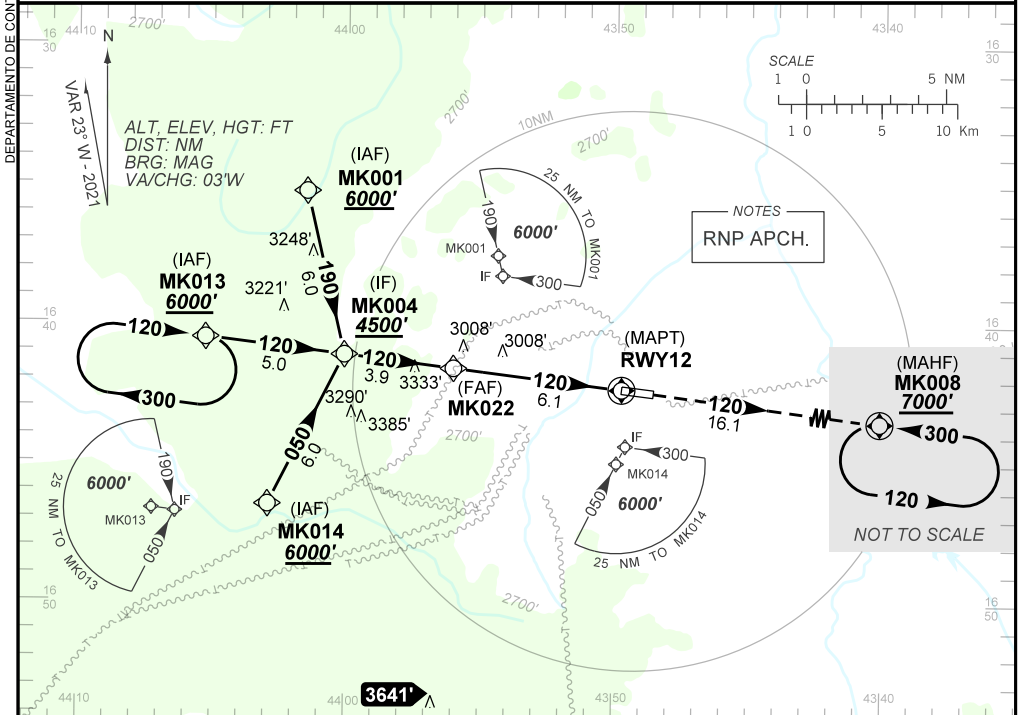 DEPARTAMENTO DE CON
16
30
44/10
2700'
44/00
43/50
43/40
16
30
N
VAR 23° W - 2021
ALT, ELEV, HGT: FT
DIST: NM
BRG: MAG
VA/CHG: 03'W
SCALE
1 0 5 NM
1 0 5 10 Km
2700'
10NM
2700'
(IAF)
MK001
6000'
190
6.0
3248'
25 NM TO MK001
190
6000'
MK001
IF
300
NOTES
RNP APCH.
(IAF)
MK013
6000'
3221'
(IF)
MK004
4500'
16
40
16
40
120
300
120
5.0
120
3.9
3333'
3008'
3008'
(FAF)
MK022
120
6.1
(MAPT)
RWY12
120
16.1
(MAHF)
MK008
7000'
300
120
NOT TO SCALE
3290'
3385'
050
6.0
(IAF)
MK014
6000'
2700'
190
6000'
IF
MK013
050
25 NM TO MK013
IF
300
MK014
050
6000'
25 NM TO MK014
16
50
16
50
2700'
3641'
44/10
44/00
43/50
43/40